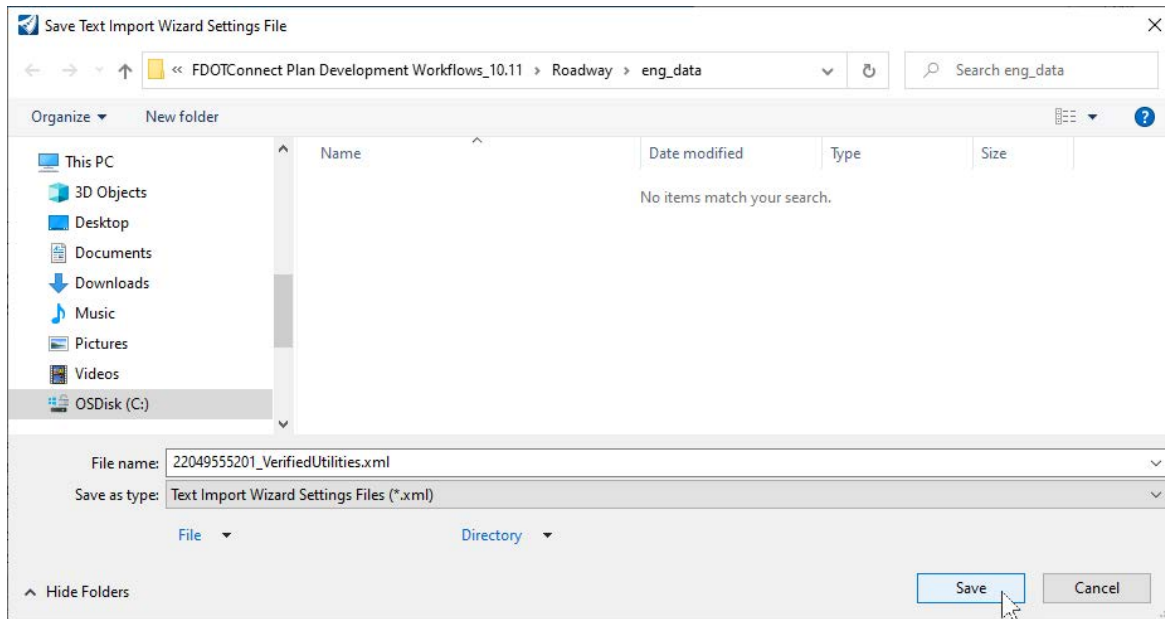 Save Text Import Wizard Settings File
« FDOTConnect Plan Development Workflows_10.11 > Roadway > eng_data
Search eng_data
Organize
New folder
Name
Date modified
Type
Size
No items match your search.
This PC
3D Objects
Desktop
Documents
Downloads
Music
Pictures
Videos
OSDisk (C:)
File name: 22049555201_VerifiedUtilities.xml
Save as type: Text Import Wizard Settings Files (*.xml)
File
Directory
Hide Folders
Save
Cancel